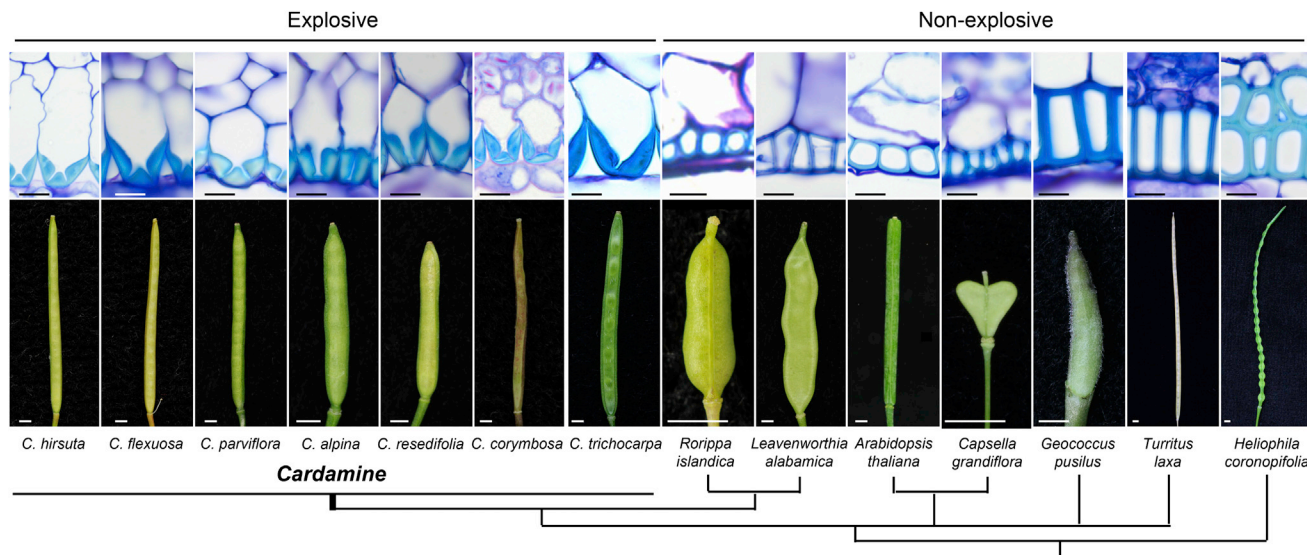 Explosive
Non-explosive
C. hirsuta
C. flexuosa
C. parviflora
C. alpina
C. resedifolia
C. corymbosa
C. trichocarpa
Rorippa
islandica
Leavenworthia
alabamica
Arabidopsis
thaliana
Capsella
grandiflora
Geococcus
pusilus
Turritus
laxa
Heliophila
coronopifolia
Cardamine